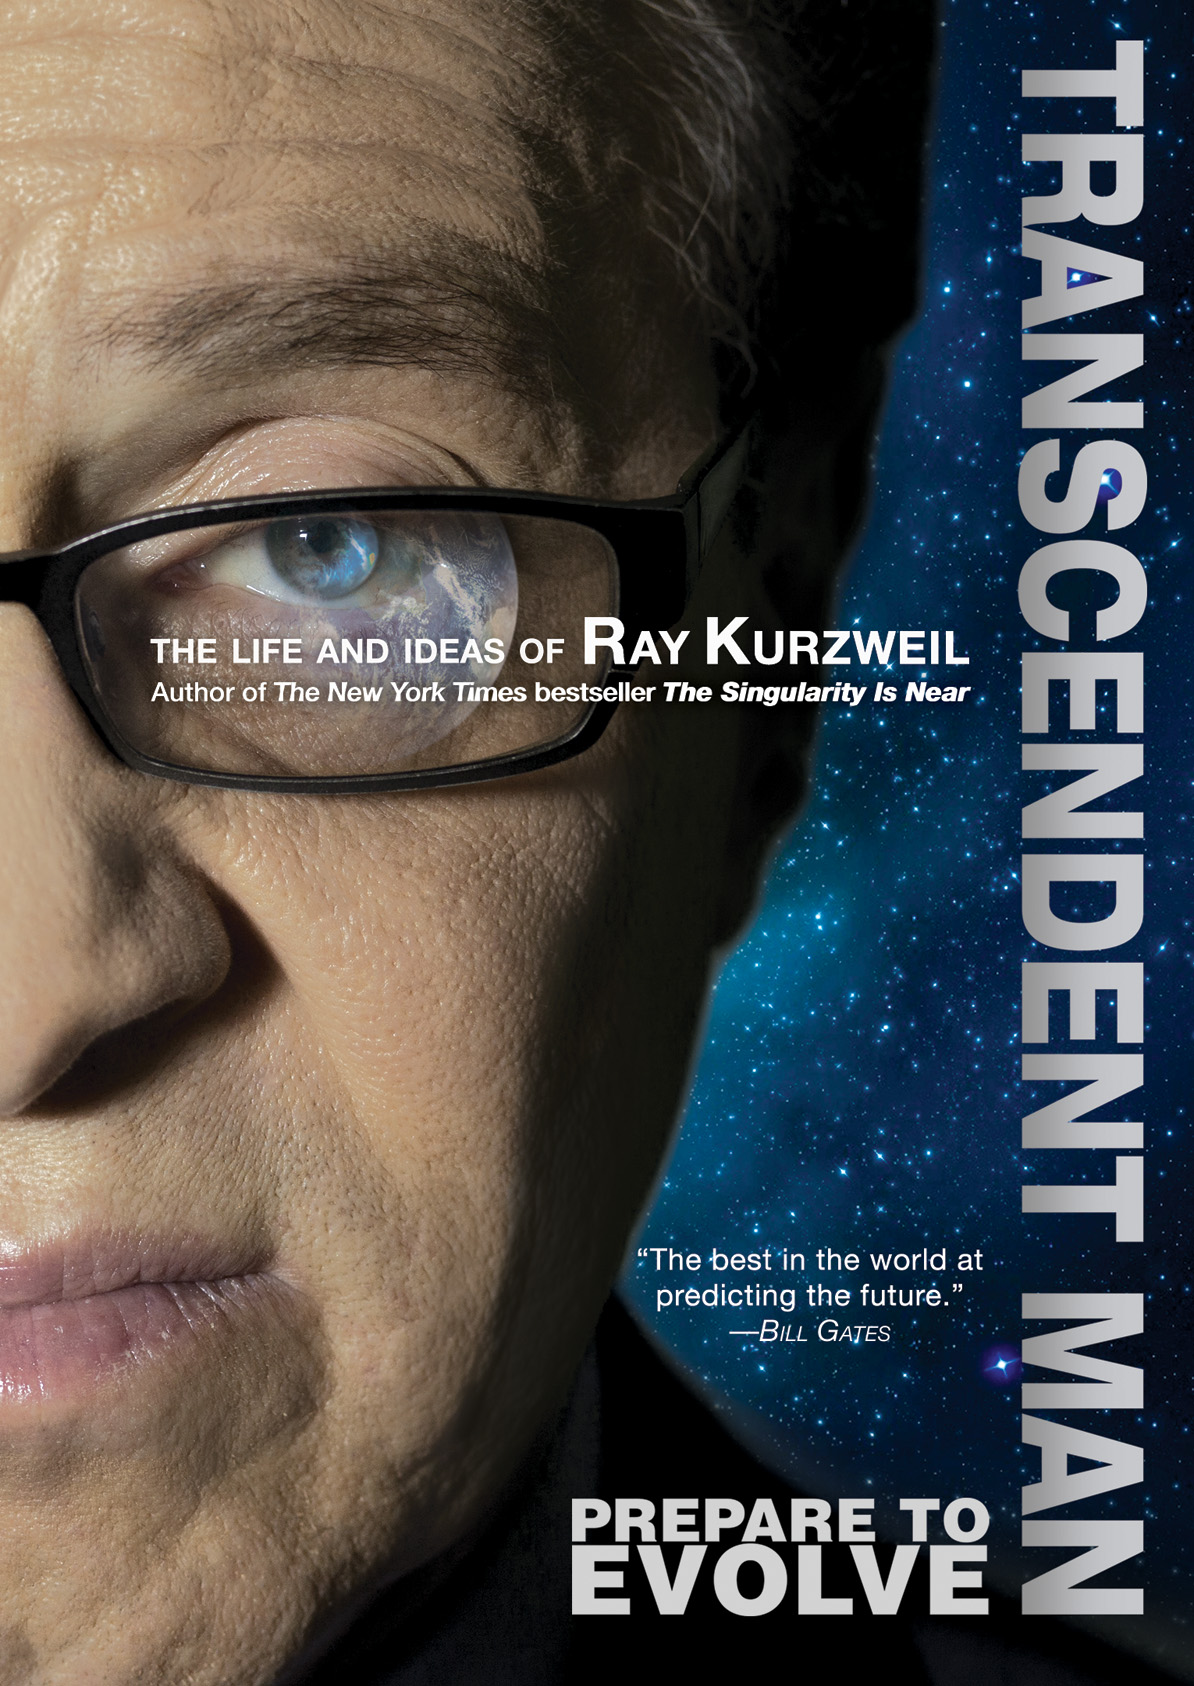 TRANSCENDENT MAN
THE LIFE AND IDEAS OF RAY KURZWEIL
Author of The New York Times bestseller The Singularity Is Near
“The best in the world at
predicting the future.”
—BILL GATES
PREPARE TO
EVOLVE